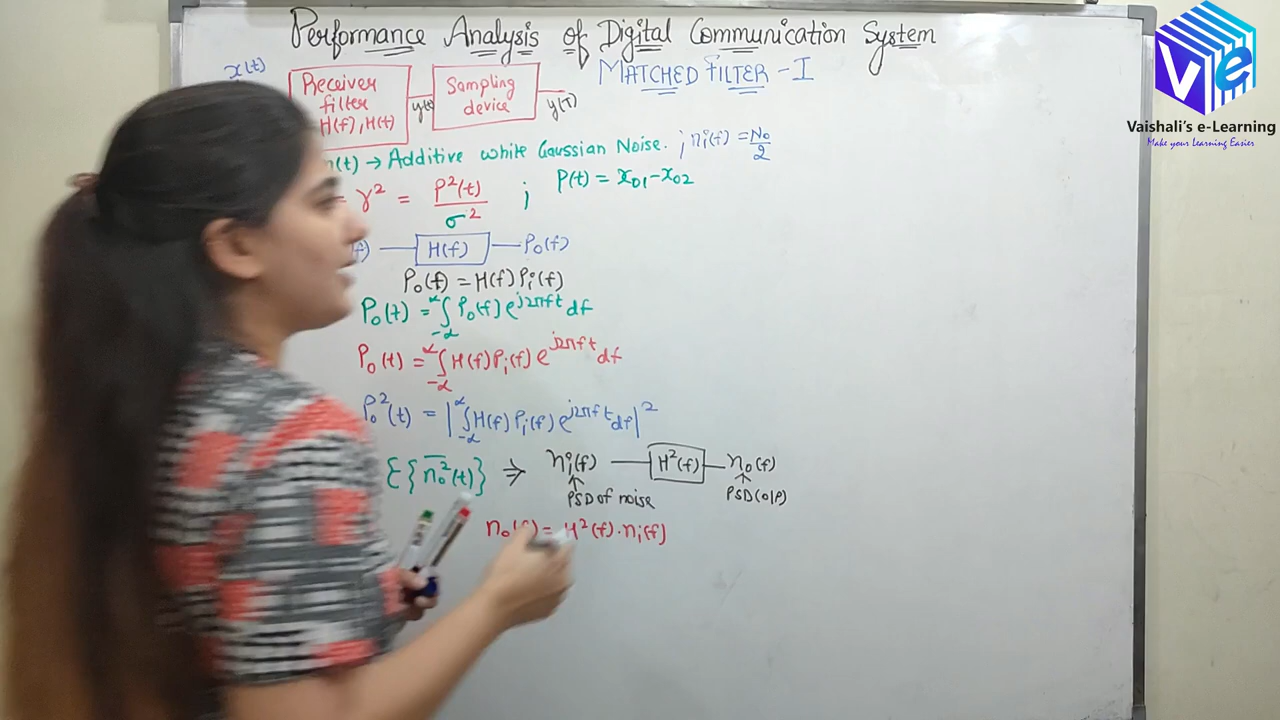 Performance Analysis of Digital Communication System
MATCHED FILTER - I
x(t)
Receiver filter H(f), H(t)
y(t)
Sampling device
y(T)
n(t) → Additive white Gaussian Noise. ; ni(f) = N0/2
γ² = P²(t)/σ² ; P(t) = x01 - x02
H(f) P0(f)
P0(f) = H(f) Pi(f)
P0(t) = ∫_{-∞}^{∞} P0(f) e^{j2πft} df
P0(t) = ∫_{-∞}^{∞} H(f) Pi(f) e^{j2πft} df
P0²(t) = |∫_{-∞}^{∞} H(f) Pi(f) e^{j2πft} df|²
E{n0²(t)} ⇒ ni(f) H²(f) n0(f)
PSD of noise PSD(o/p)
n0(f) = H²(f) . ni(f)
Ve
Vaishali's e-Learning
Make your Learning Easier